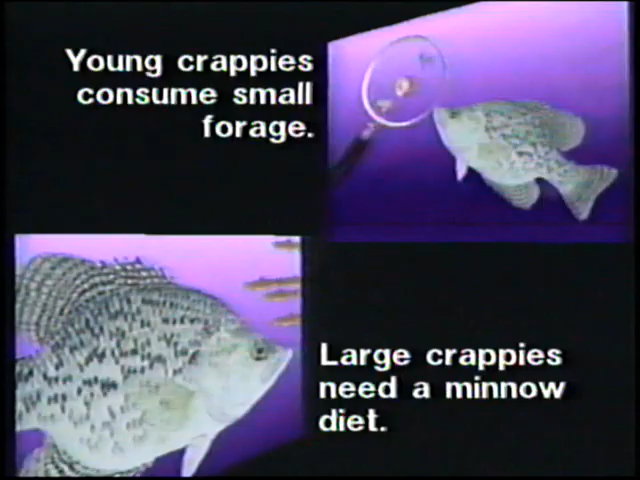 Young crappies
consume small
forage.
Large crappies
need a minnow
diet.